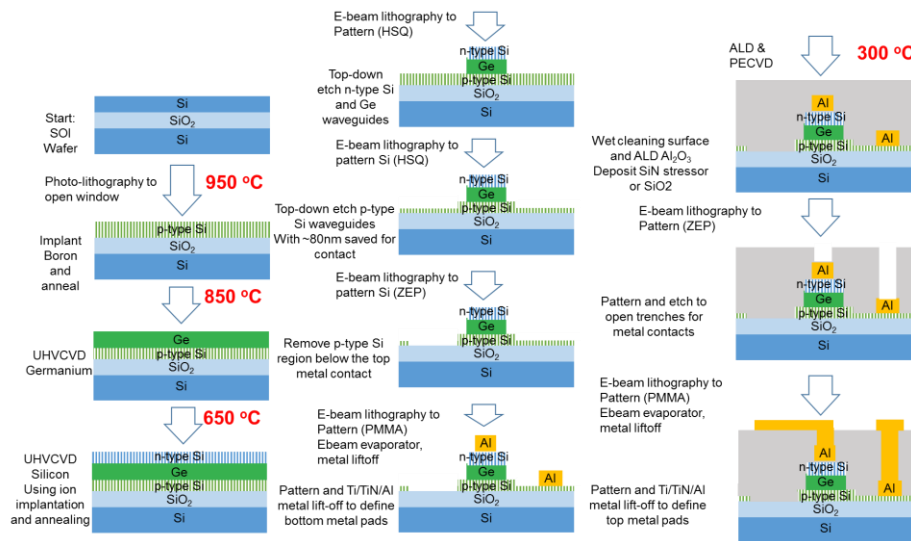 Si
SiO₂
Si
Start:
SOI
Wafer
Photo-lithography to
open window
950 ᵒC
p-type Si
SiO₂
Si
Implant
Boron
and
anneal
850 ᵒC
Ge
p-type Si
SiO₂
Si
UHVCVD
Germanium
650 ᵒC
UHVCVD
Silicon
Using ion
implantation
and annealing
n-type Si
Ge
p-type Si
SiO₂
Si
E-beam lithography to
Pattern (HSQ)
Top-down
etch n-type Si
and Ge
waveguides
n-type Si
Ge
p-type Si
SiO₂
Si
E-beam lithography to
pattern Si (HSQ)
Top-down etch p-type
Si waveguides
With ~80nm saved for
contact
n-type Si
Ge
p-type Si
SiO₂
Si
E-beam lithography to
pattern Si (ZEP)
Remove p-type Si
region below the top
metal contact
n-type Si
Ge
p-type Si
SiO₂
Si
E-beam lithography to
Pattern (PMMA)
Ebeam evaporator,
metal liftoff
Pattern and Ti/TiN/Al
metal lift-off to define
bottom metal pads
Al
n-type Si
Ge
Al
p-type Si
SiO₂
Si
ALD &
PECVD
300 ᵒC
Wet cleaning surface
and ALD Al₂O₃
Deposit SiN stressor
or SiO2
Al
n-type Si
Ge
Al
p-type Si
SiO₂
Si
E-beam lithography to
Pattern (ZEP)
Pattern and etch to
open trenches for
metal contacts
Al
n-type Si
Ge
Al
p-type Si
SiO₂
Si
E-beam lithography to
Pattern (PMMA)
Ebeam evaporator,
metal liftoff
Pattern and Ti/TiN/Al
metal lift-off to define
top metal pads
Al
n-type Si
Ge
Al
p-type Si
SiO₂
Si